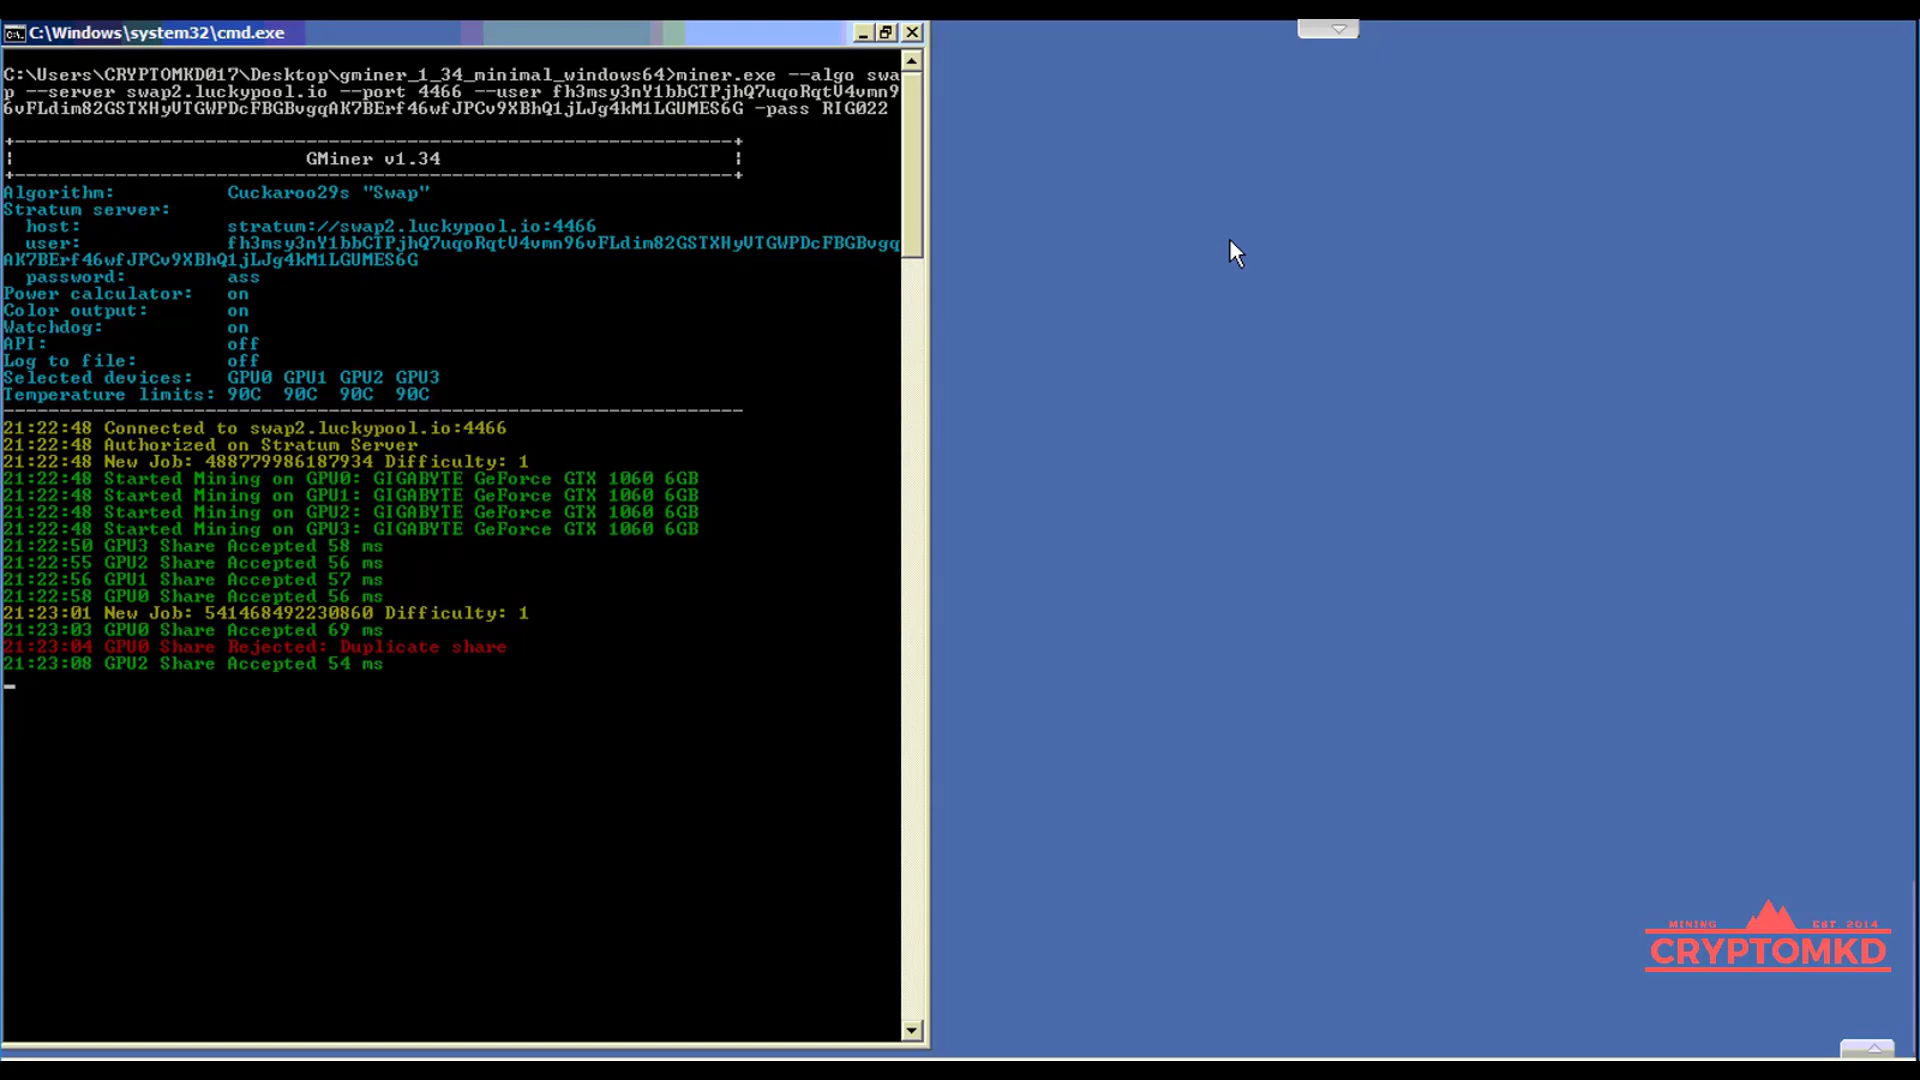 C:\Windows\system32\cmd.exe
C:\Users\CRYPTOMKD017\Desktop\gminer_1_34_minimal_windows64>miner.exe --algo swa
p --server swap2.luckypool.io --port 4466 --user fh3msy3nY1bbCTPjhQ7uqoRqtV4vmn9
6vFLdim82GSTXHyVTGWPDcFBGBvgqAK7BErf46wfJPCv9XBhQ1jLJg4kM1LGUMES6G -pass RIG022
GMiner v1.34
Algorithm: Cuckaroo29s "Swap"
Stratum server:
host: stratum://swap2.luckypool.io:4466
user: fh3msy3nY1bbCTPjhQ7uqoRqtV4vmn96vFLdim82GSTXHyVTGWPDcFBGBvgq
AK7BErf46wfJPCv9XBhQ1jLJg4kM1LGUMES6G
password: ass
Power calculator: on
Color output: on
Watchdog: on
API: off
Log to file: off
Selected devices: GPU0 GPU1 GPU2 GPU3
Temperature limits: 90C 90C 90C 90C
21:22:48 Connected to swap2.luckypool.io:4466
21:22:48 Authorized on Stratum Server
21:22:48 New Job: 488779986187934 Difficulty: 1
21:22:48 Started Mining on GPU0: GIGABYTE GeForce GTX 1060 6GB
21:22:48 Started Mining on GPU1: GIGABYTE GeForce GTX 1060 6GB
21:22:48 Started Mining on GPU2: GIGABYTE GeForce GTX 1060 6GB
21:22:48 Started Mining on GPU3: GIGABYTE GeForce GTX 1060 6GB
21:22:50 GPU3 Share Accepted 58 ms
21:22:55 GPU2 Share Accepted 56 ms
21:22:56 GPU1 Share Accepted 57 ms
21:22:58 GPU0 Share Accepted 56 ms
21:23:01 New Job: 541468492230860 Difficulty: 1
21:23:03 GPU0 Share Accepted 69 ms
21:23:04 GPU0 Share Rejected: Duplicate share
21:23:08 GPU2 Share Accepted 54 ms
MINING EST. 2014
CRYPTOMKD